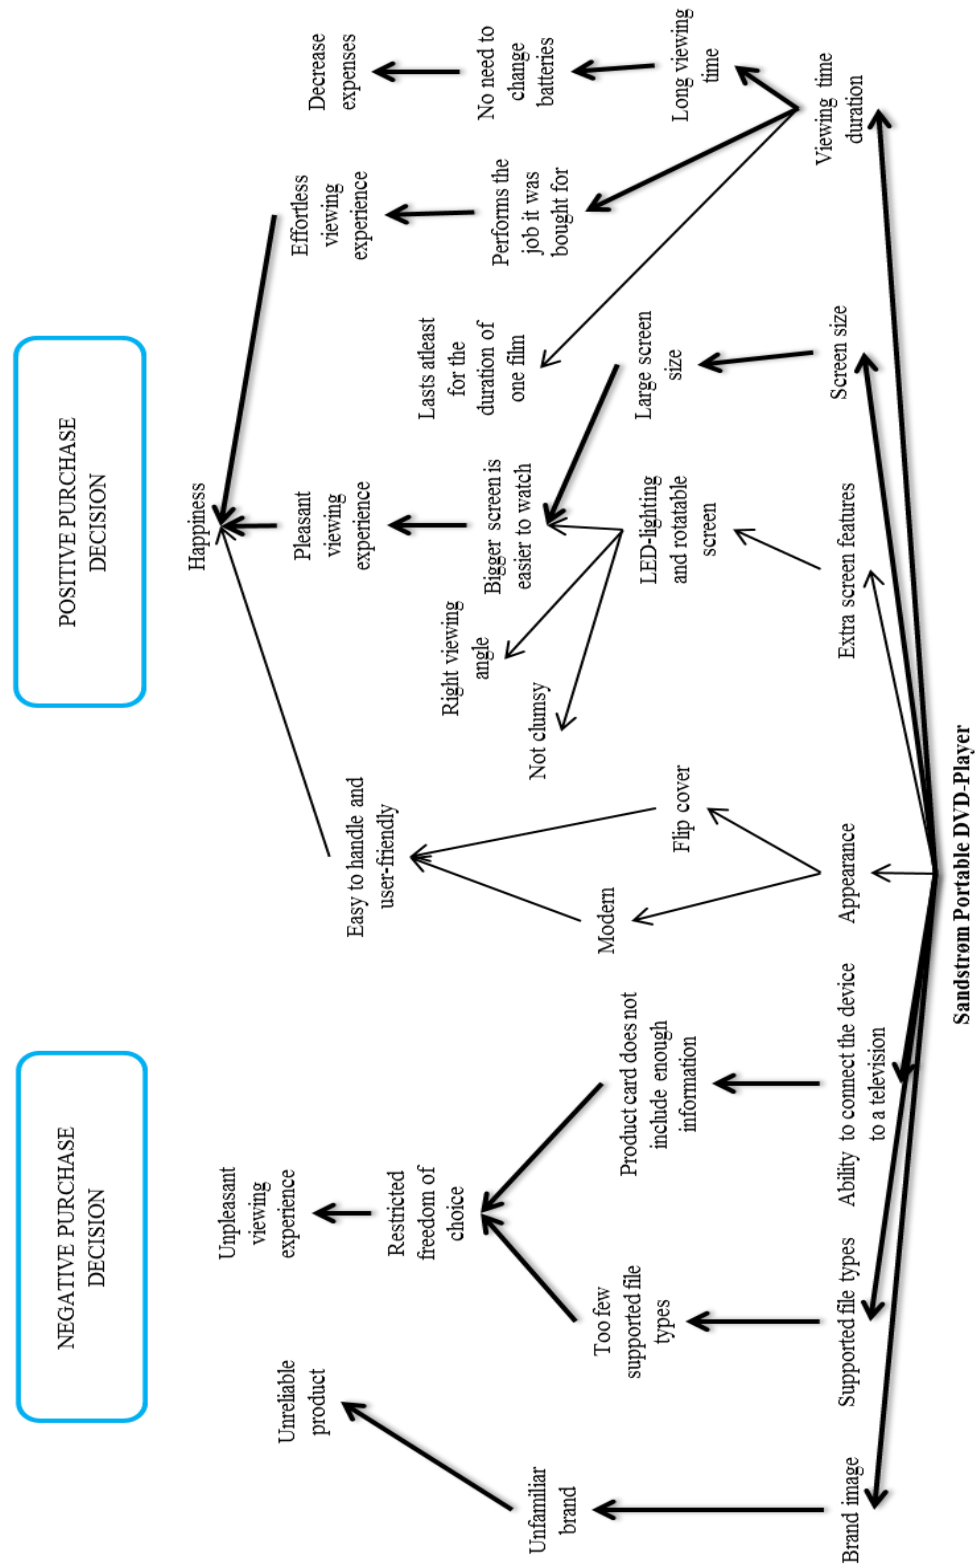 NEGATIVE PURCHASE
DECISION
POSITIVE PURCHASE
DECISION
Happiness
Unpleasant
viewing
experience
Unreliable
product
Restricted
freedom of
choice
Easy to handle and
user-friendly
Pleasant
viewing
experience
Effortless
viewing
experience
Decrease
expenses
Unfamiliar
brand
Too few
supported file
types
Product card does not
include enough
information
Modern
Flip cover
Not clumsy
Right viewing
angle
Bigger screen is
easier to watch
Lasts atleast
for the
duration of
one film
Performs the
job it was
bought for
No need to
change
batteries
LED-lighting
and rotatable
screen
Large screen
size
Long viewing
time
Brand image
Supported file types
Ability to connect the device
to a television
Appearance
Extra screen features
Screen size
Viewing time
duration
Sandstrøm Portable DVD-Player